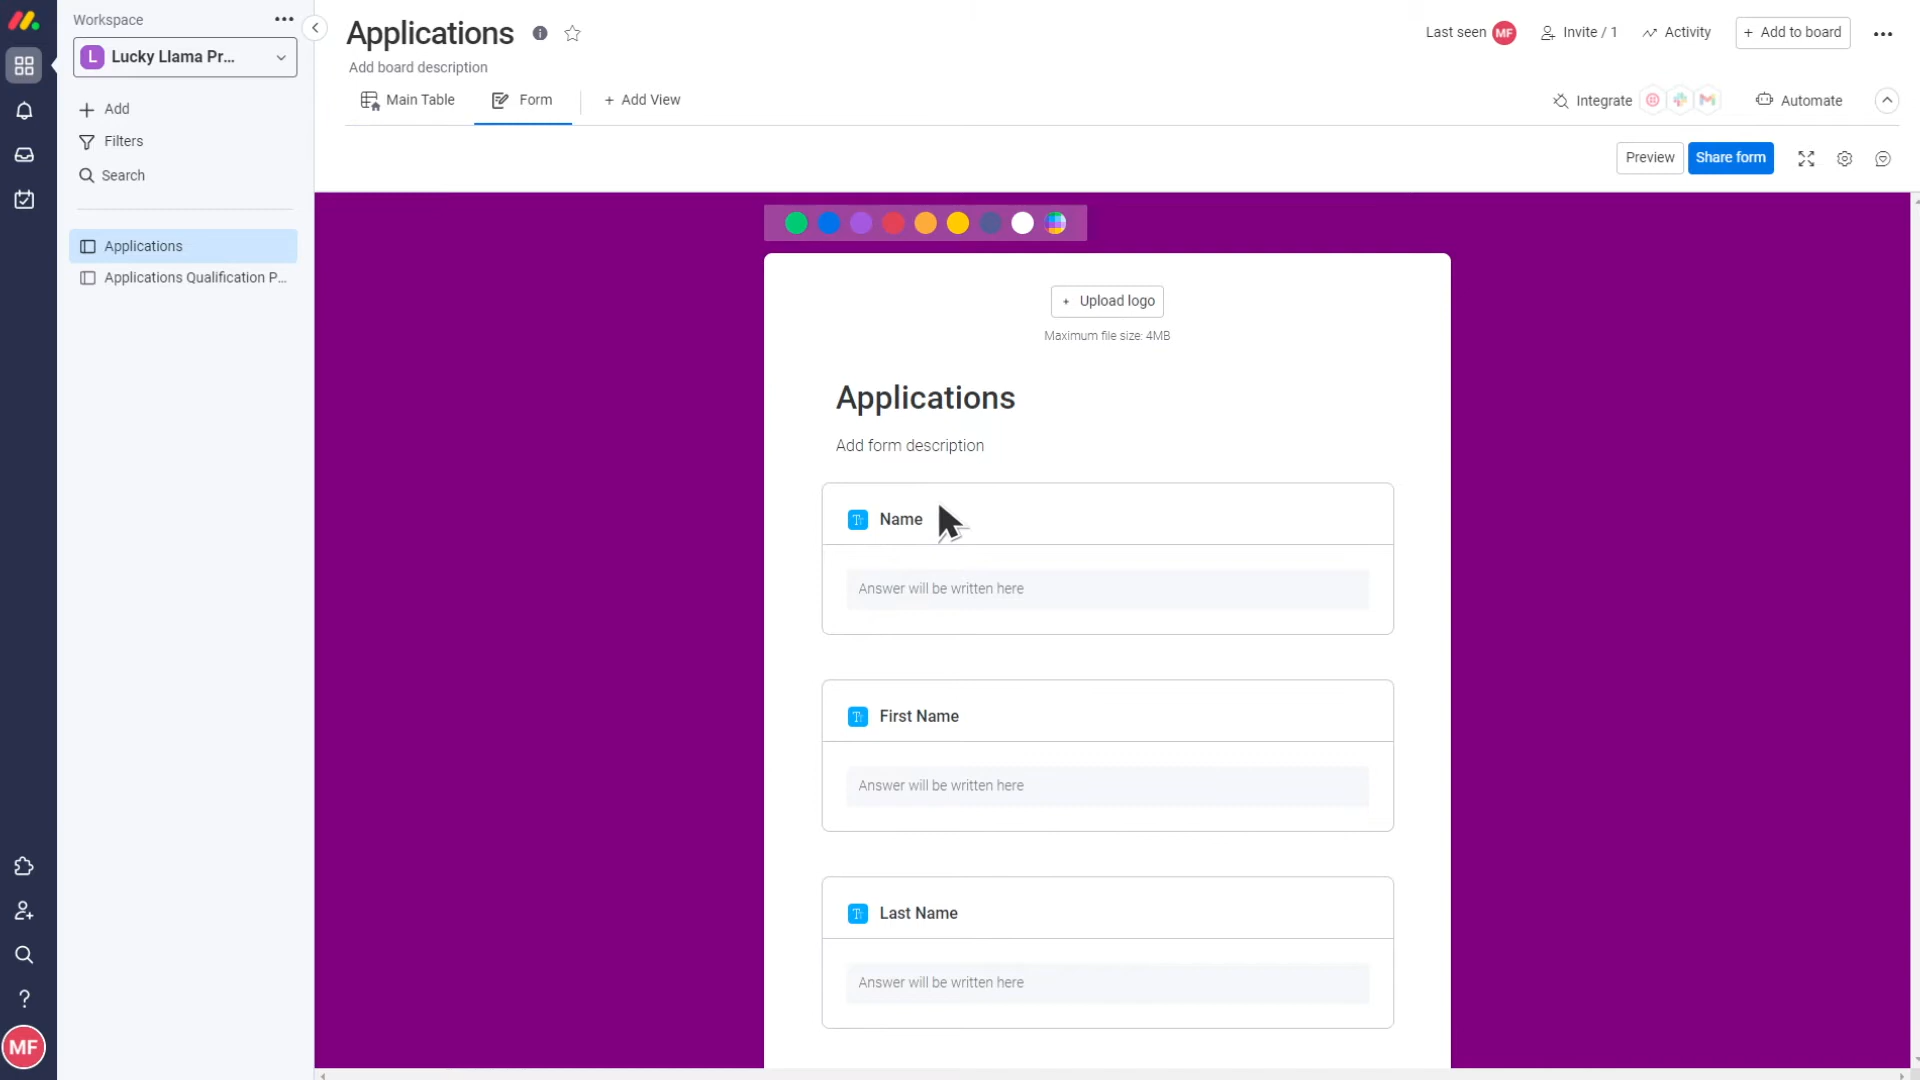 Workspace
L Lucky Llama Pr...
Add
Filters
Search
Applications
Applications Qualification P...
MF
Applications
Add board description
Last seen MF
Invite / 1
Activity
+ Add to board
Main Table
Form
+ Add View
Integrate
Automate
Preview
Share form
+ Upload logo
Maximum file size: 4MB
Applications
Add form description
Name
Answer will be written here
First Name
Answer will be written here
Last Name
Answer will be written here